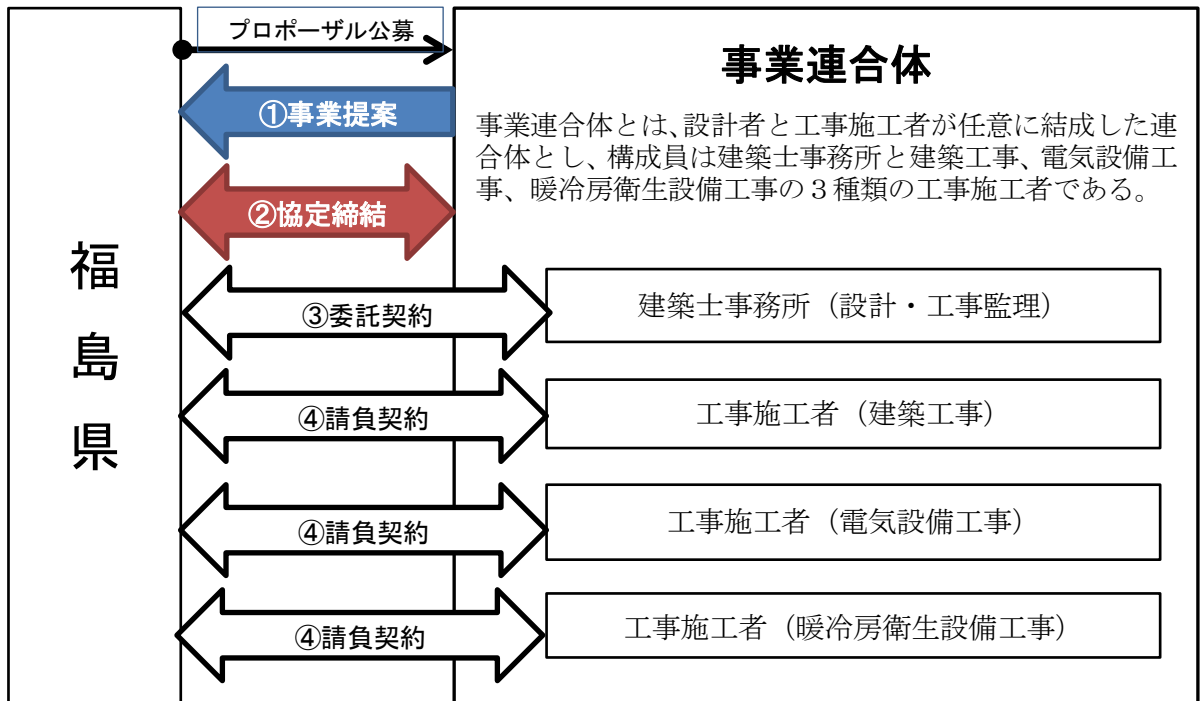 プロポーザル公募
事業連合体
①事業提案
事業連合体とは、設計者と工事施工者が任意に結成した連
合体とし、構成員は建築士事務所と建築工事、電気設備工
事、暖冷房衛生設備工事の３種類の工事施工者である。
②協定締結
福島県
③委託契約
建築士事務所（設計・工事監理）
④請負契約
工事施工者（建築工事）
④請負契約
工事施工者（電気設備工事）
④請負契約
工事施工者（暖冷房衛生設備工事）